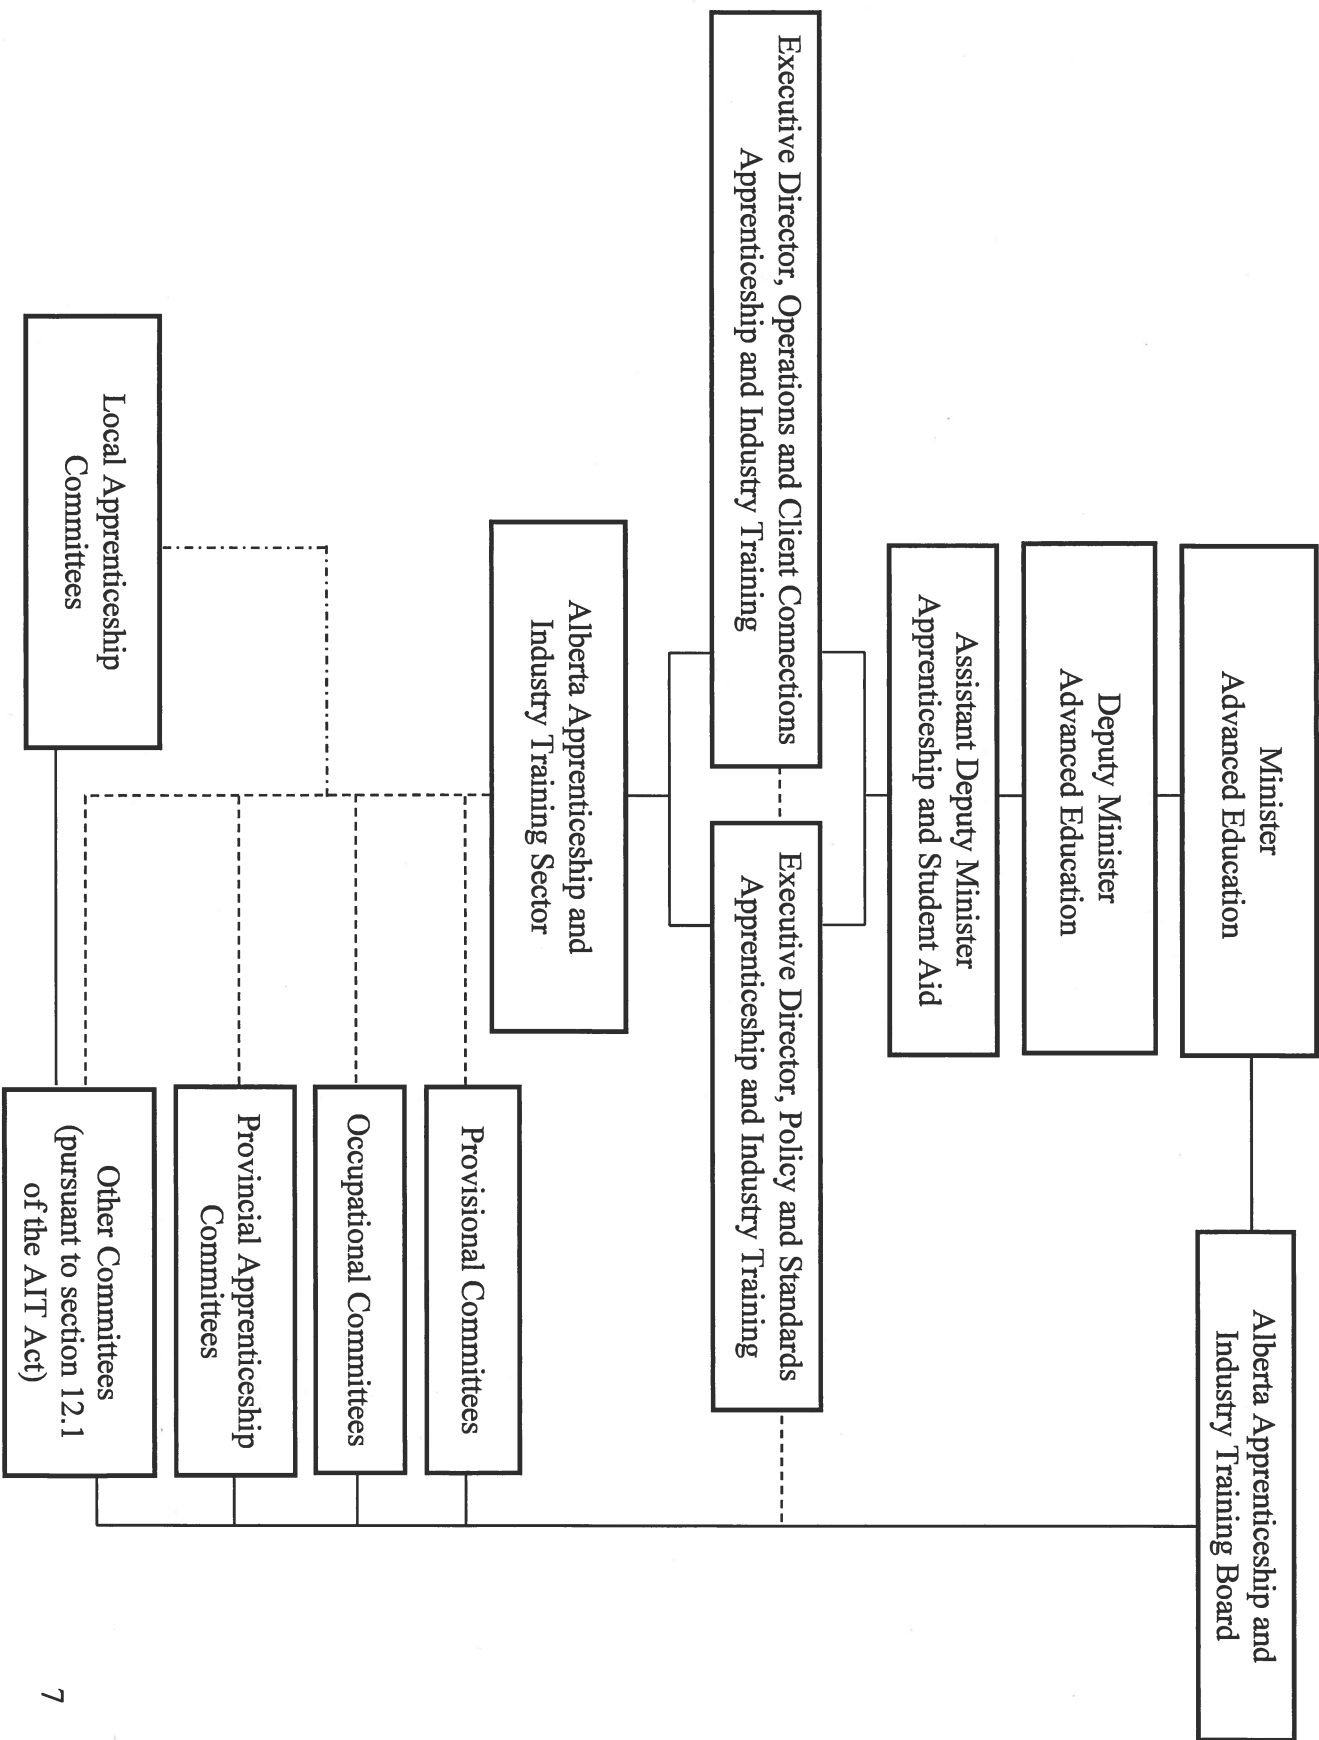 Minister
Advanced Education
Alberta Apprenticeship and
Industry Training Board
Deputy Minister
Advanced Education
Assistant Deputy Minister
Apprenticeship and Student Aid
Executive Director, Operations and Client Connections
Apprenticeship and Industry Training
Executive Director, Policy and Standards
Apprenticeship and Industry Training
Alberta Apprenticeship and
Industry Training Sector
Provisional Committees
Occupational Committees
Provincial Apprenticeship
Committees
Local Apprenticeship
Committees
Other Committees
(pursuant to section 12.1
of the AIT Act)
7